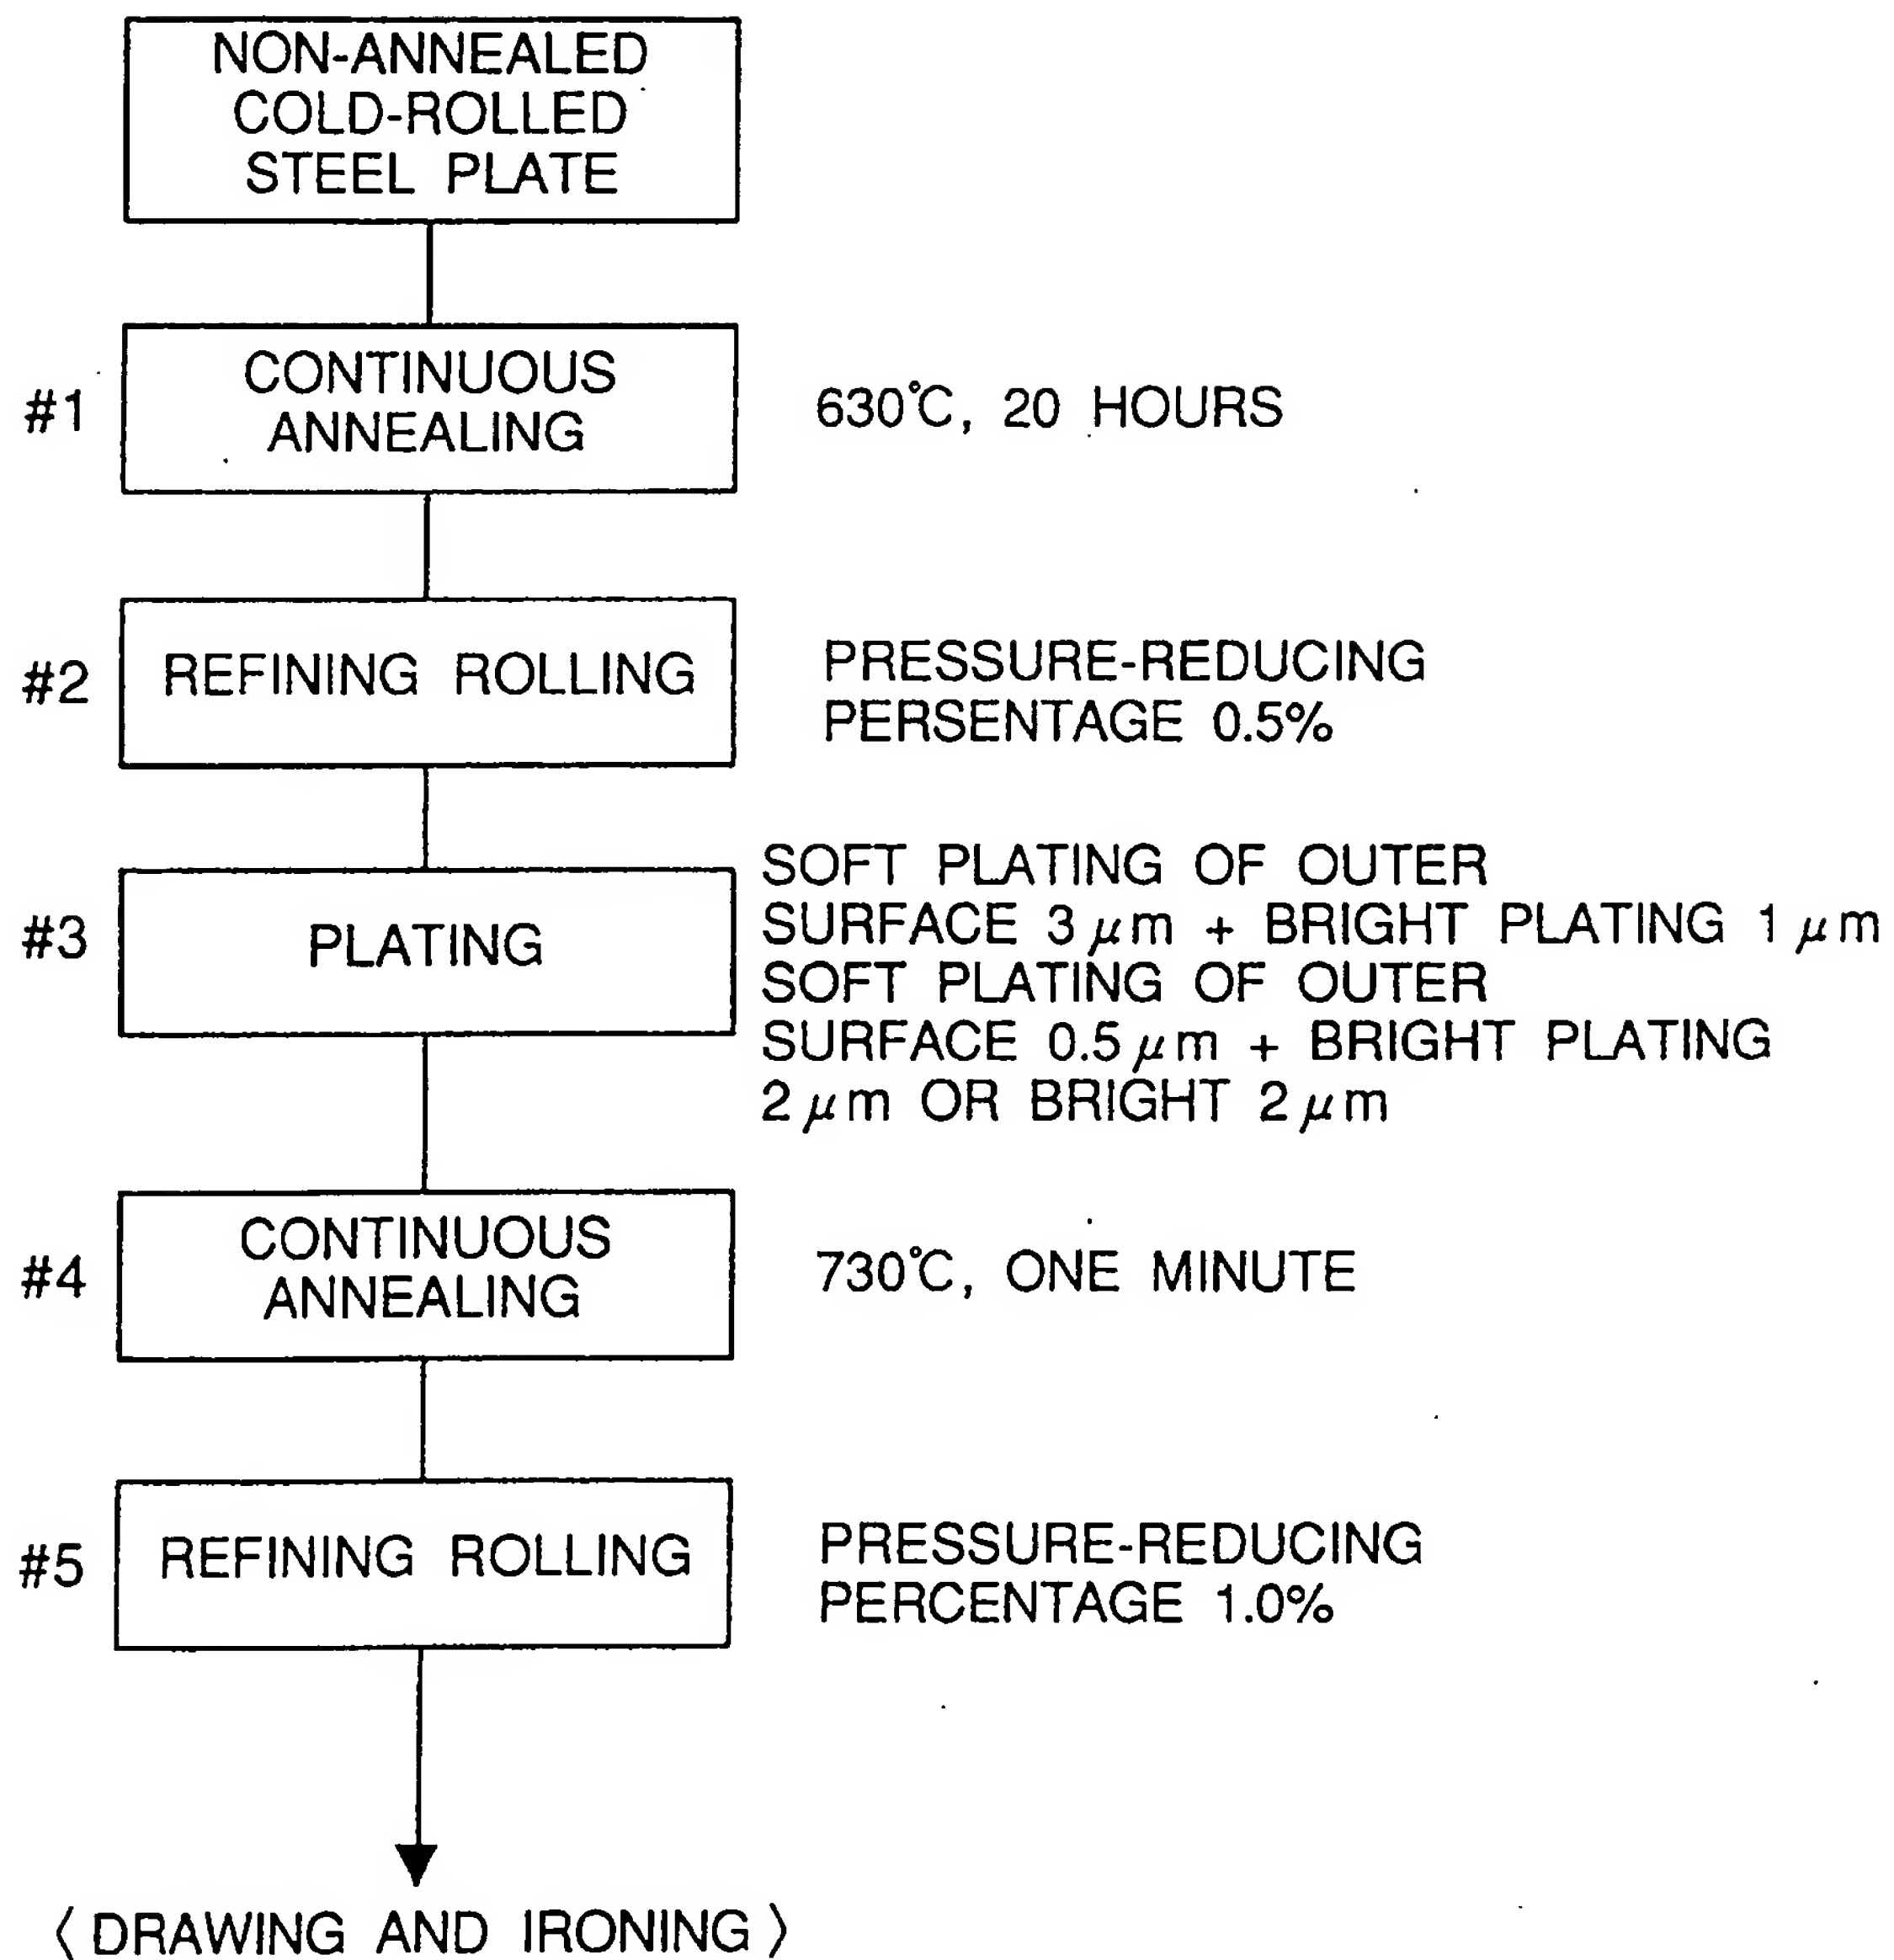 NON-ANNEALED
COLD-ROLLED
STEEL PLATE
#1
CONTINUOUS
ANNEALING
630°C, 20 HOURS
#2
REFINING ROLLING
PRESSURE-REDUCING
PERSENTAGE 0.5%
#3
PLATING
SOFT PLATING OF OUTER
SURFACE 3μm + BRIGHT PLATING 1μm
SOFT PLATING OF OUTER
SURFACE 0.5μm + BRIGHT PLATING
2μm OR BRIGHT 2μm
#4
CONTINUOUS
ANNEALING
730°C, ONE MINUTE
#5
REFINING ROLLING
PRESSURE-REDUCING
PERCENTAGE 1.0%
〈DRAWING AND IRONING〉